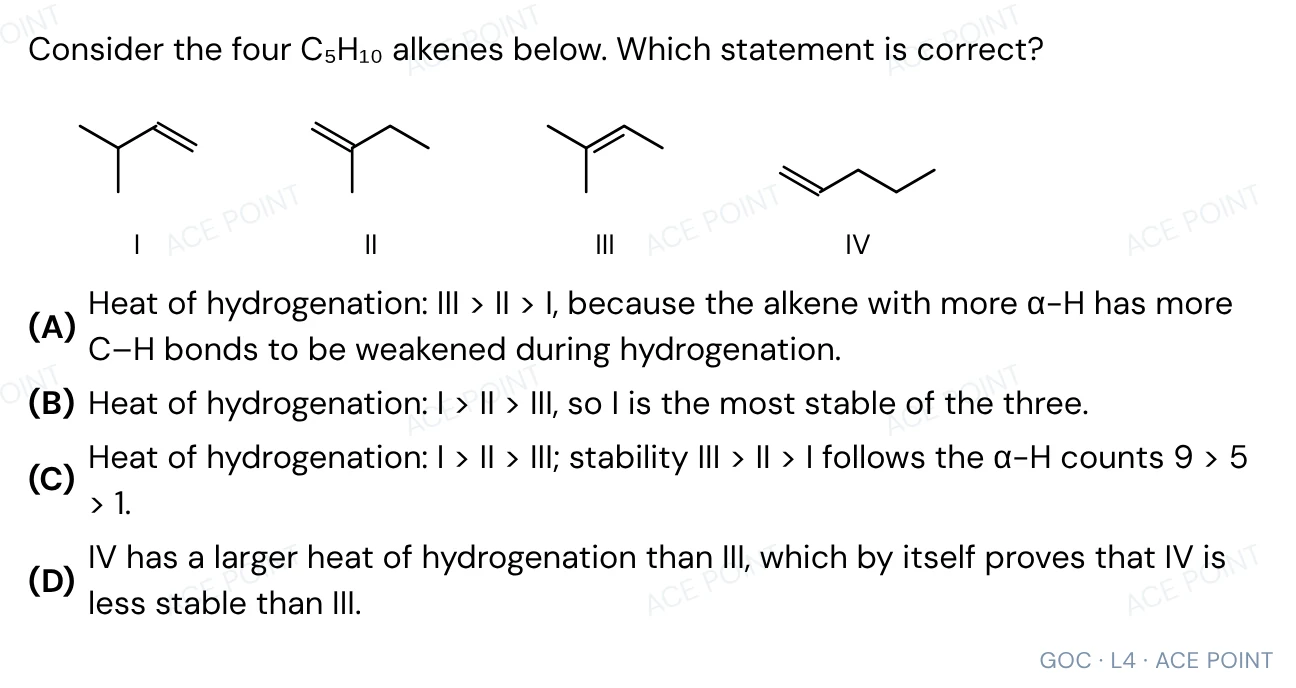 Consider the four C₅H₁₀ alkenes below. Which statement is correct?
I II III IV
(A) Heat of hydrogenation: III > II > I, because the alkene with more α–H has more
C–H bonds to be weakened during hydrogenation.
(B) Heat of hydrogenation: I > II > III, so I is the most stable of the three.
(C) Heat of hydrogenation: I > II > III; stability III > II > I follows the α–H counts 9 > 5
> 1.
(D) IV has a larger heat of hydrogenation than III, which by itself proves that IV is
less stable than III.
GOC · L4 · ACE POINT
ACE POINT